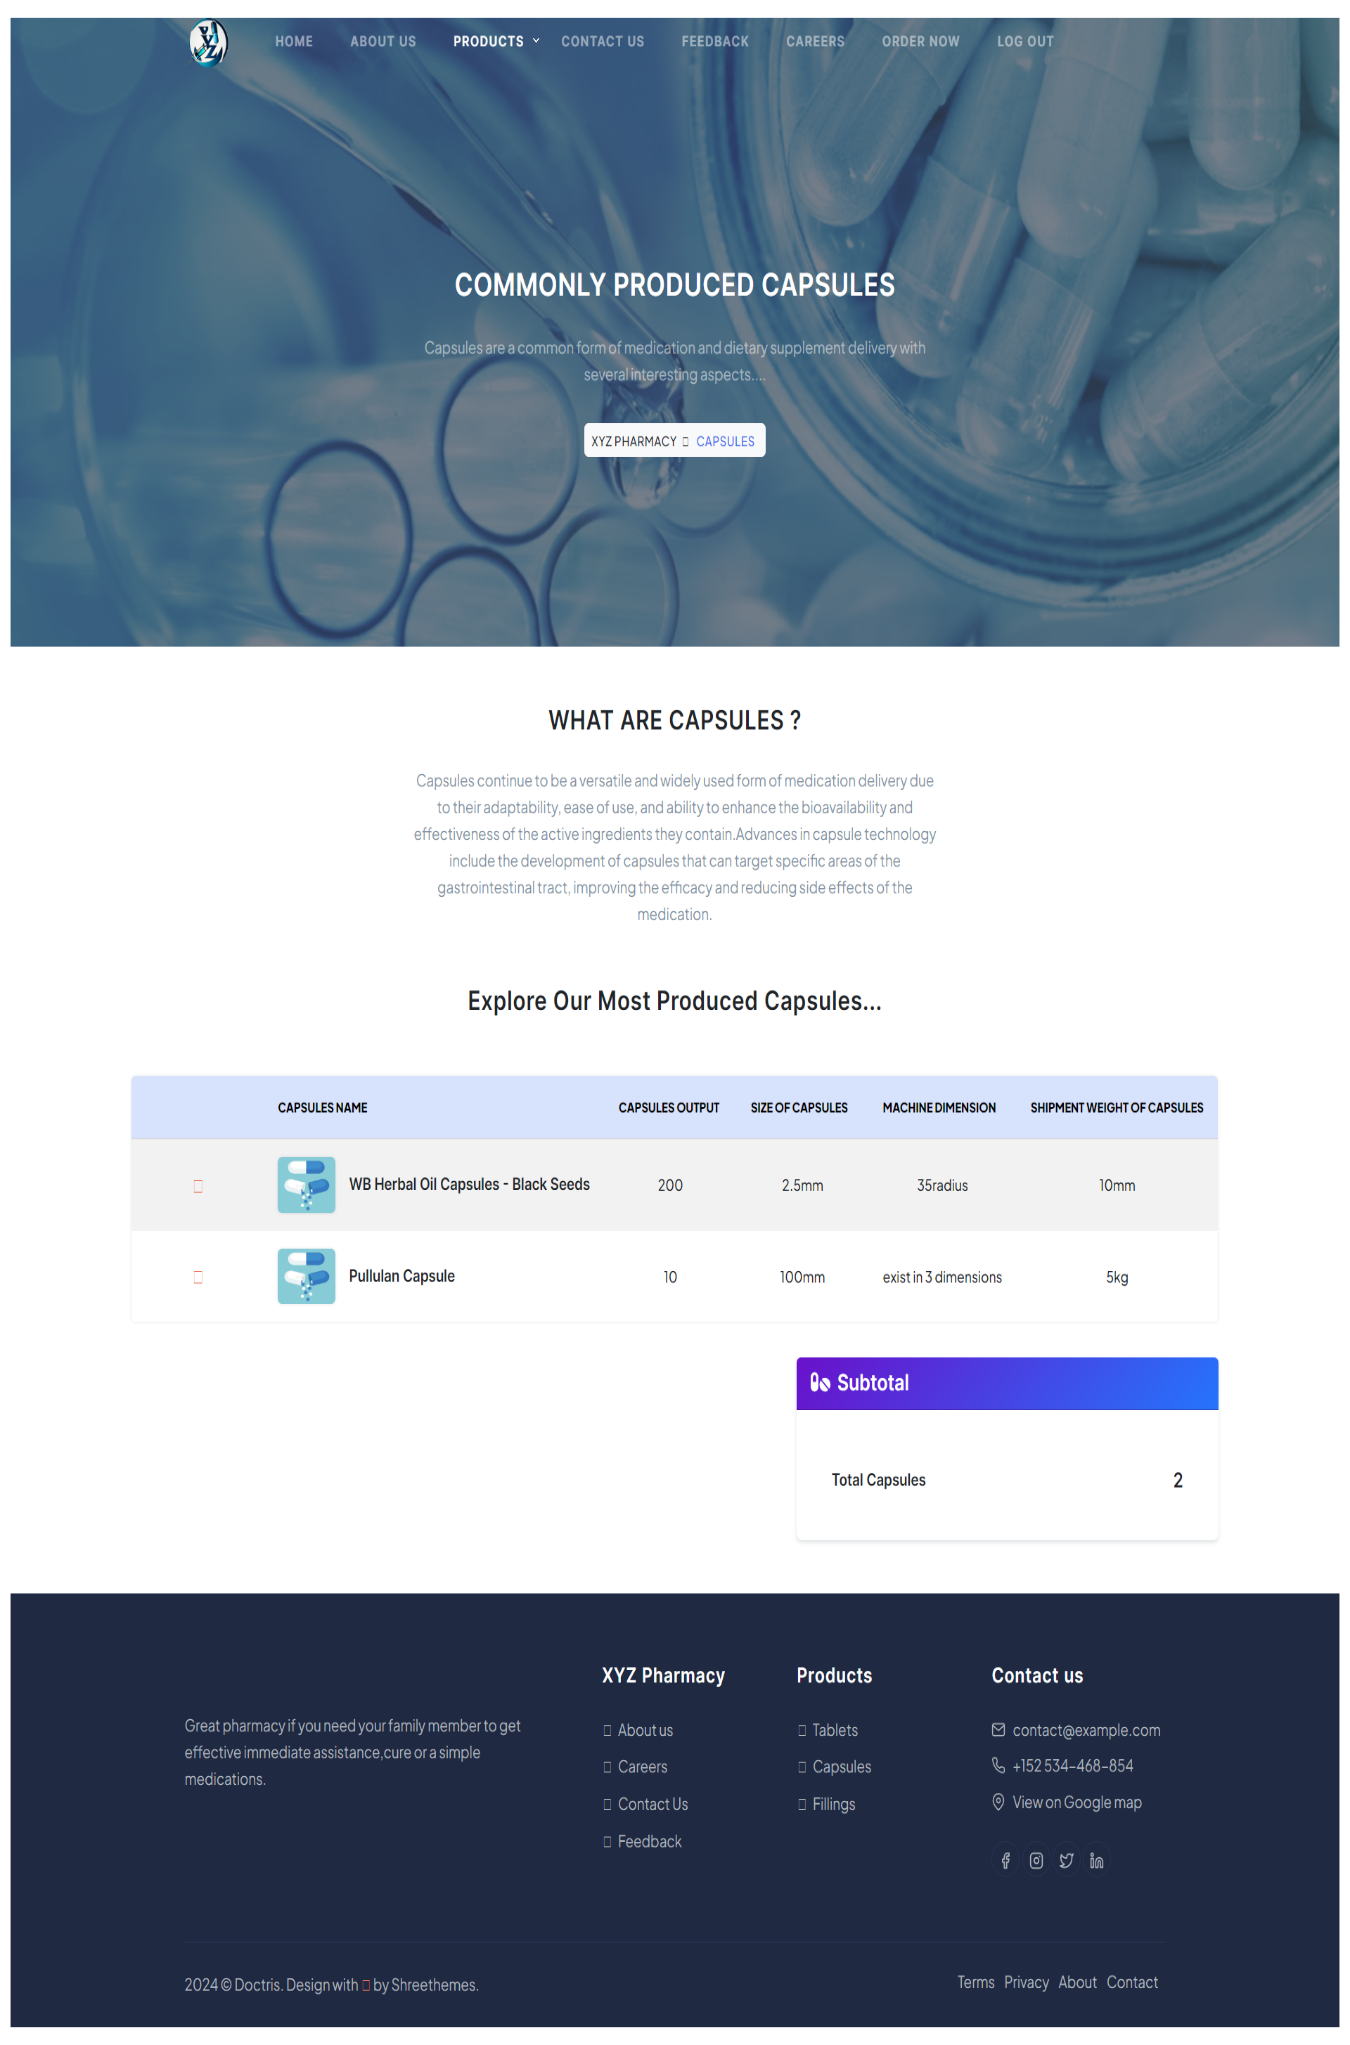 XYZ
HOME ABOUT US PRODUCTS CONTACT US FEEDBACK CAREERS ORDER NOW LOG OUT
COMMONLY PRODUCED CAPSULES
Capsules are a common form of medication and dietary supplement delivery with
several interesting aspects....
XYZ PHARMACY CAPSULES
WHAT ARE CAPSULES ?
Capsules continue to be a versatile and widely used form of medication delivery due
to their adaptability, ease of use, and ability to enhance the bioavailability and
effectiveness of the active ingredients they contain.Advances in capsule technology
include the development of capsules that can target specific areas of the
gastrointestinal tract, improving the efficacy and reducing side effects of the
medication.
Explore Our Most Produced Capsules...
CAPSULES NAME CAPSULES OUTPUT SIZE OF CAPSULES MACHINE DIMENSION SHIPMENT WEIGHT OF CAPSULES
WB Herbal Oil Capsules - Black Seeds 200 2.5mm 35radius 10mm
Pullulan Capsule 10 100mm exist in 3 dimensions 5kg
Subtotal
Total Capsules 2
XYZ Pharmacy Products Contact us
Great pharmacy if you need your family member to get
effective immediate assistance,cure or a simple
medications.
About us
Careers
Contact Us
Feedback
Tablets
Capsules
Fillings
contact@example.com
+152 534-468-854
View on Google map
2024 © Doctris. Design with by Shreethemes.
Terms Privacy About Contact